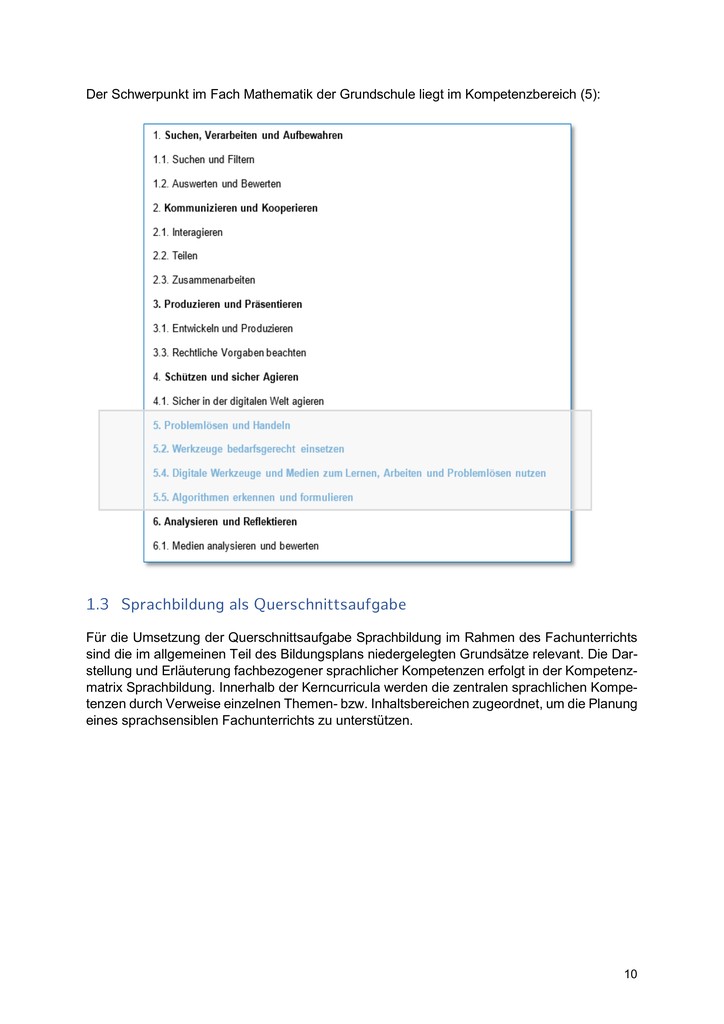 Der Schwerpunkt im Fach Mathematik der Grundschule liegt im Kompetenzbereich (5):
1. Suchen, Verarbeiten und Aufbewahren
1.1. Suchen und Filtern
1.2. Auswerten und Bewerten
2. Kommunizieren und Kooperieren
2.1. Interagieren
2.2. Teilen
2.3. Zusammenarbeiten
3. Produzieren und Präsentieren
3.1. Entwickeln und Produzieren
3.3. Rechtliche Vorgaben beachten
4. Schützen und sicher Agieren
4.1. Sicher in der digitalen Welt agieren
5. Problemlösen und Handeln
5.2. Werkzeuge bedarfsgerecht einsetzen
5.4. Digitale Werkzeuge und Medien zum Lernen, Arbeiten und Problemlösen nutzen
5.5. Algorithmen erkennen und formulieren
6. Analysieren und Reflektieren
6.1. Medien analysieren und bewerten
1.3 Sprachbildung als Querschnittsaufgabe
Für die Umsetzung der Querschnittsaufgabe Sprachbildung im Rahmen des Fachunterrichts
sind die im allgemeinen Teil des Bildungsplans niedergelegten Grundsätze relevant. Die Dar-
stellung und Erläuterung fachbezogener sprachlicher Kompetenzen erfolgt in der Kompetenz-
matrix Sprachbildung. Innerhalb der Kerncurricula werden die zentralen sprachlichen Kompe-
tenzen durch Verweise einzelnen Themen- bzw. Inhaltsbereichen zugeordnet, um die Planung
eines sprachsensiblen Fachunterrichts zu unterstützen.
10